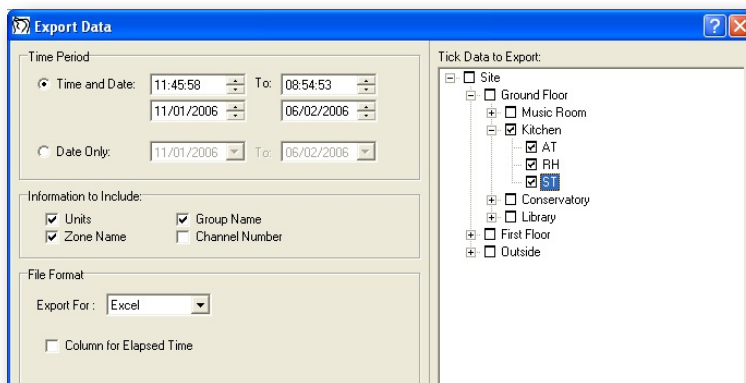 Export Data
Time Period
Time and Date: 11:45:58 To: 08:54:53
11/01/2006 06/02/2006
Date Only: 11/01/2006 To: 06/02/2006
Information to Include:
Units Group Name
Zone Name Channel Number
File Format
Export For : Excel
Column for Elapsed Time
Tick Data to Export:
Site
Ground Floor
Music Room
Kitchen
AT
RH
ST
Conservatory
Library
First Floor
Outside